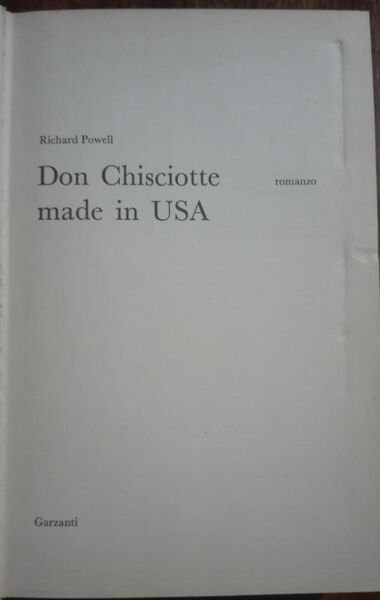 Richard Powell
Don Chisciotte romanzo
made in USA
Garzanti